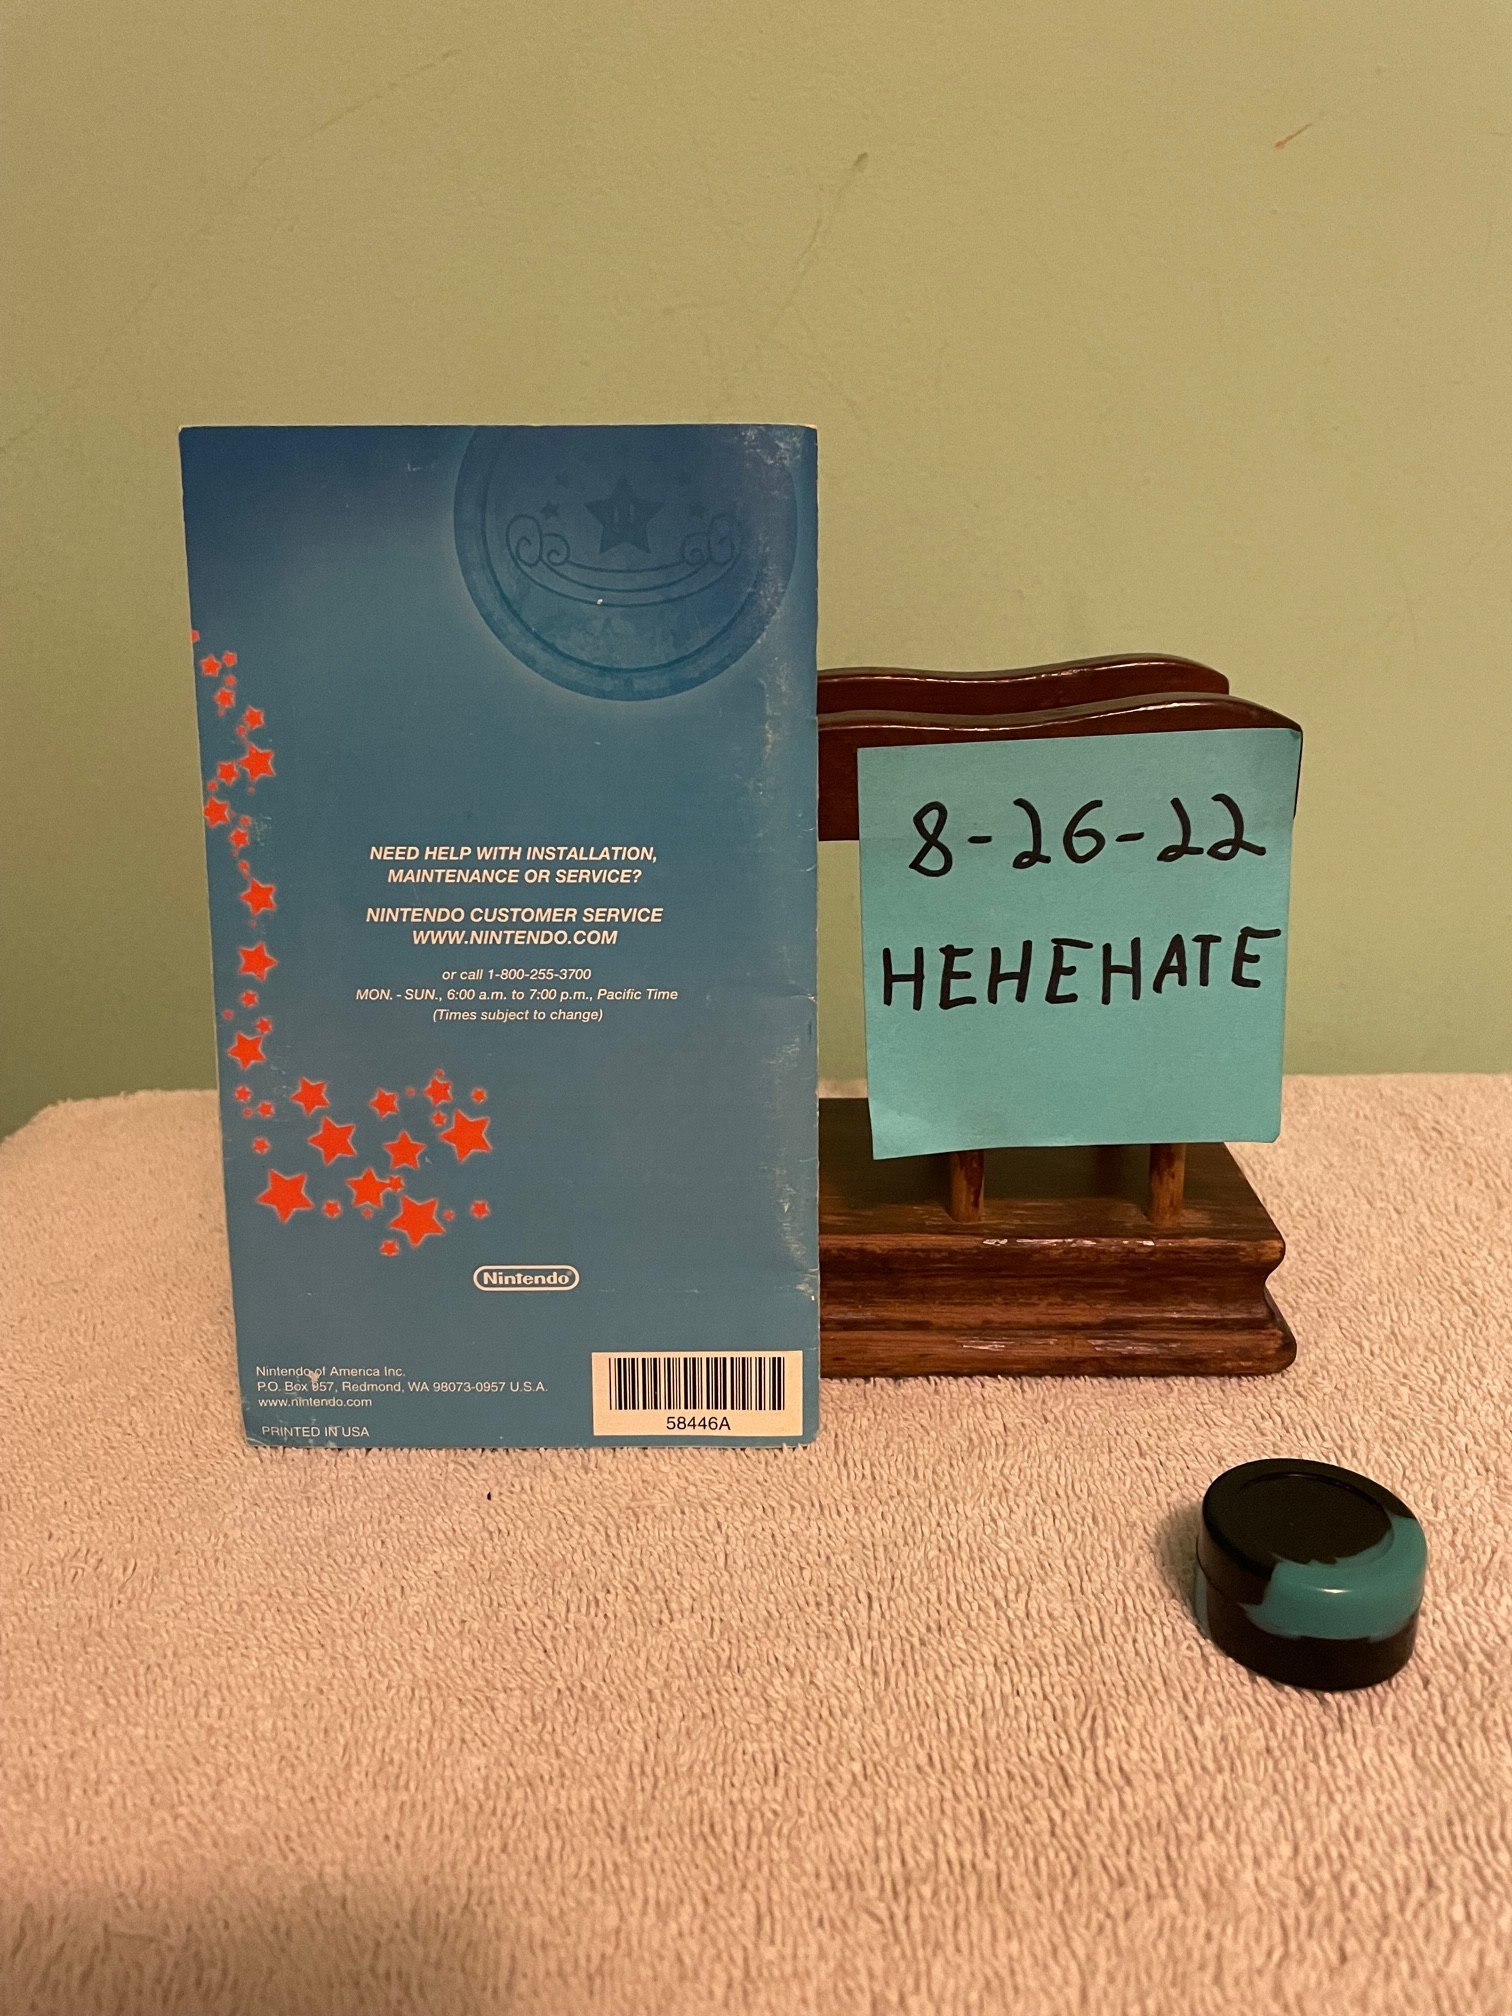 NEED HELP WITH INSTALLATION,
MAINTENANCE OR SERVICE?
NINTENDO CUSTOMER SERVICE
WWW.NINTENDO.COM
or call 1-800-255-3700
MON. - SUN., 6:00 a.m. to 7:00 p.m., Pacific Time
(Times subject to change)
Nintendo®
Nintendo of America Inc.
P.O. Box 957, Redmond, WA 98073-0957 U.S.A.
www.nintendo.com
PRINTED IN USA
58446A
8-26-22
HEHEHATE